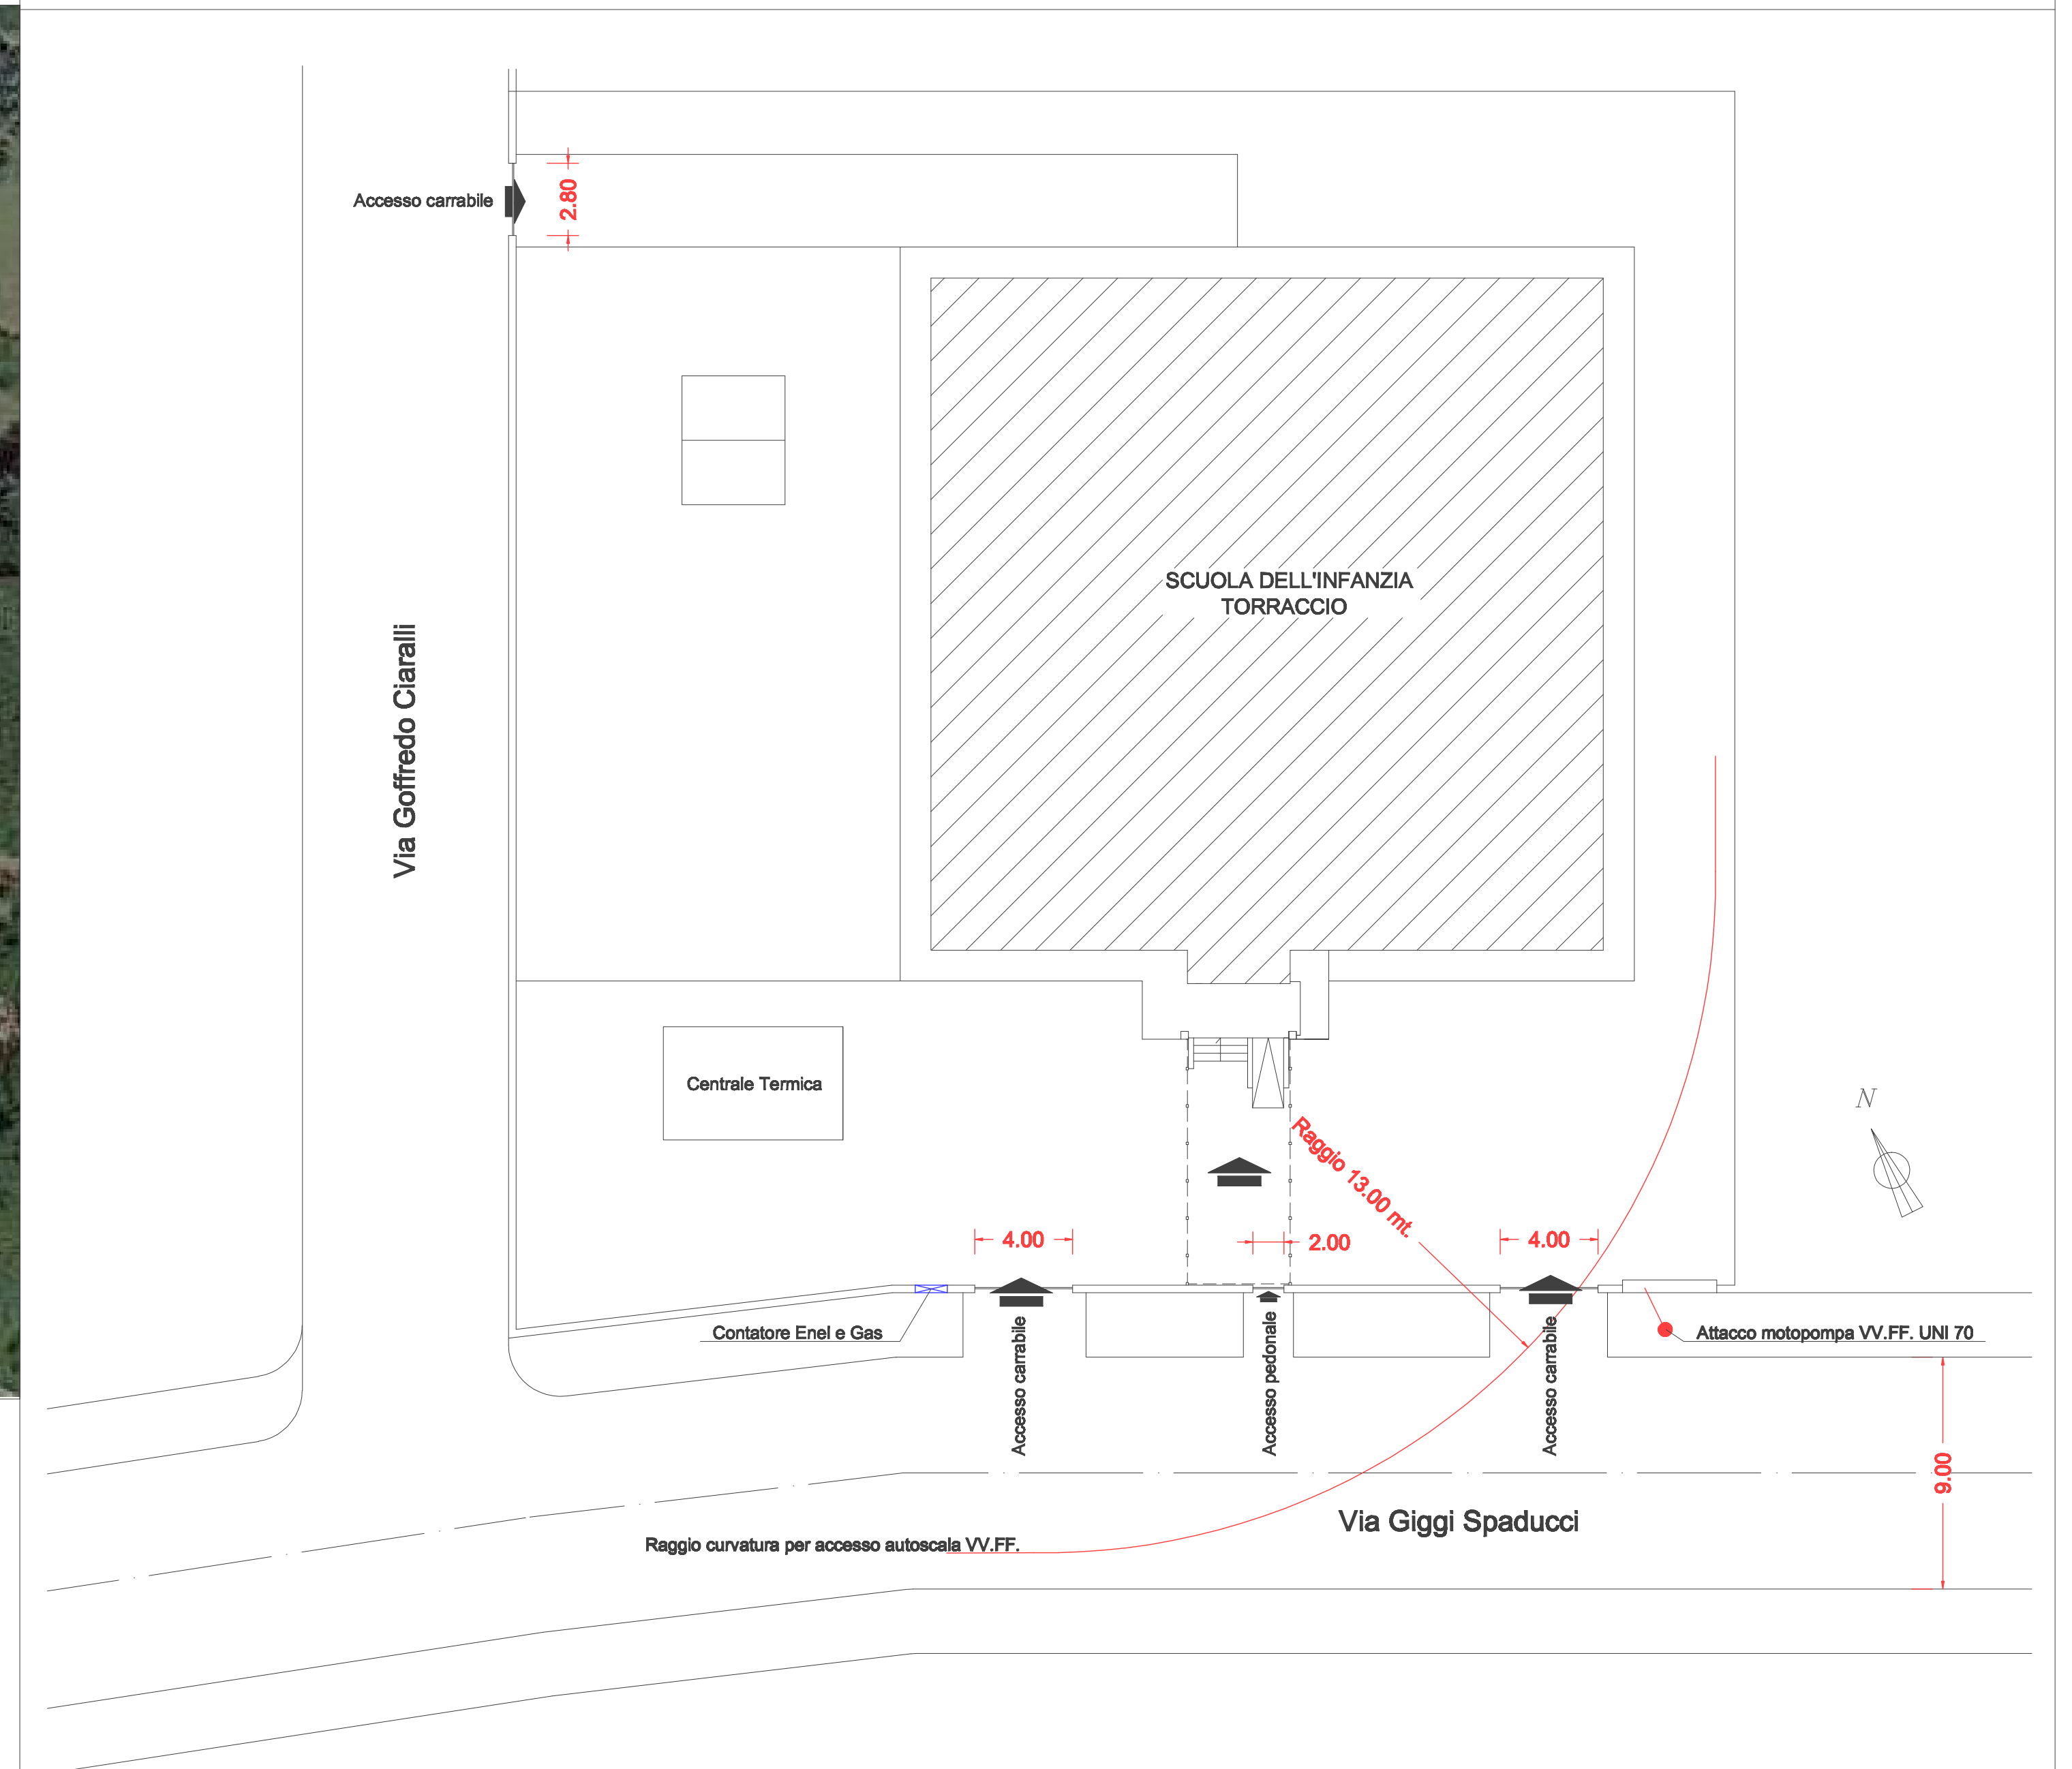 Accesso carrabile
2.80
SCUOLA DELL'INFANZIA
TORRACCIO
Via Goffredo Ciaralli
Centrale Termica
N
Raggio 13.00 mt.
4.00
2.00
4.00
Contatore Enel e Gas
Accesso carrabile
Accesso pedonale
Accesso carrabile
Attacco motopompa VV.FF. UNI 70
9.00
Via Giggi Spaducci
Raggio curvatura per accesso autoscala VV.FF.